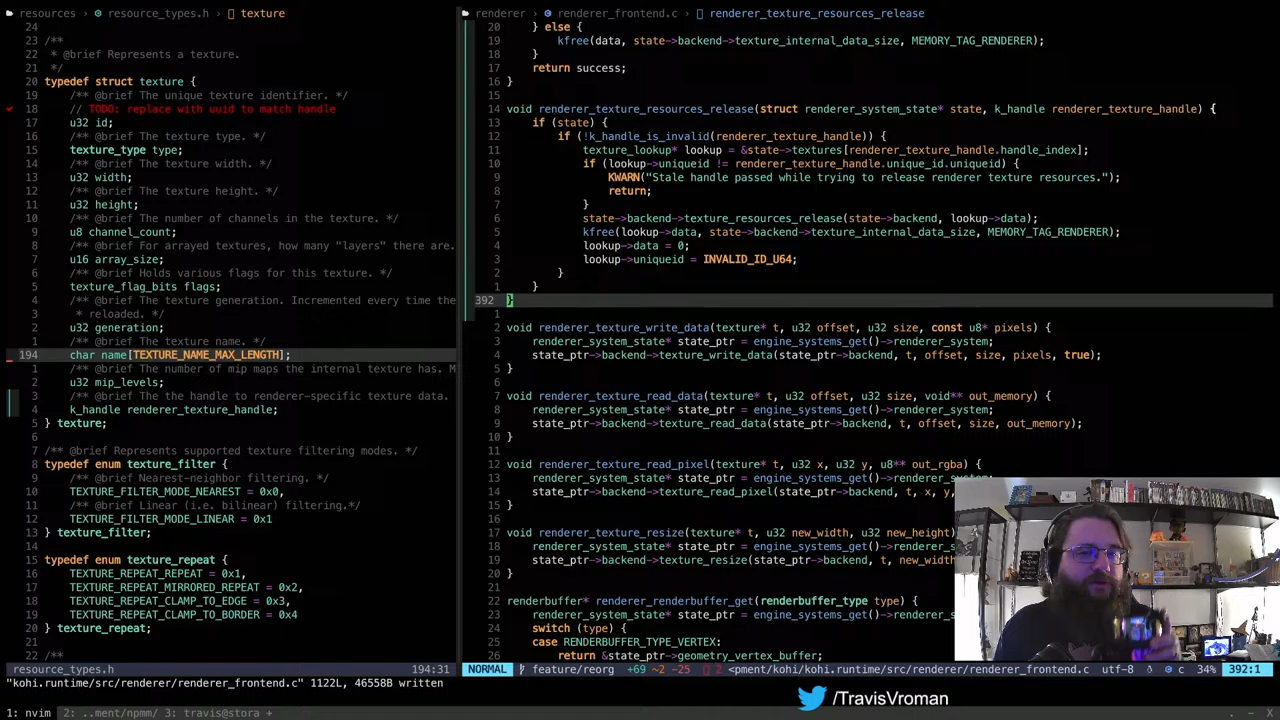 resources > resource_types.h > texture
24
23 /**
22  * @brief Represents a texture.
21  */
20 typedef struct texture {
19     /** @brief The unique texture identifier. */
18     // TODO: replace with uuid to match handle
17     u32 id;
16     /** @brief The texture type. */
15     texture_type type;
14     /** @brief The texture width. */
13     u32 width;
12     /** @brief The texture height. */
11     u32 height;
10     /** @brief The number of channels in the texture. */
9     u8 channel_count;
8     /** @brief For arrayed textures, how many "layers" there are.
7     u16 array_size;
6     /** @brief Holds various flags for this texture. */
5     texture_flag_bits flags;
4     /** @brief The texture generation. Incremented every time the
3      * reloaded. */
2     u32 generation;
1     /** @brief The texture name. */
194     char name[TEXTURE_NAME_MAX_LENGTH];
1     /** @brief The number of mip maps the internal texture has. M
2     u32 mip_levels;
3     /** @brief The the handle to renderer-specific texture data.
4     k_handle renderer_texture_handle;
5 } texture;
6
7 /** @brief Represents supported texture filtering modes. */
8 typedef enum texture_filter {
9     /** @brief Nearest-neighbor filtering. */
10     TEXTURE_FILTER_MODE_NEAREST = 0x0,
11     /** @brief Linear (i.e. bilinear) filtering.*/
12     TEXTURE_FILTER_MODE_LINEAR = 0x1
13 } texture_filter;
14
15 typedef enum texture_repeat {
16     TEXTURE_REPEAT_REPEAT = 0x1,
17     TEXTURE_REPEAT_MIRRORED_REPEAT = 0x2,
18     TEXTURE_REPEAT_CLAMP_TO_EDGE = 0x3,
19     TEXTURE_REPEAT_CLAMP_TO_BORDER = 0x4
20 } texture_repeat;
21
22 /**
resource_types.h 194:31
renderer > renderer_frontend.c > renderer_texture_resources_release
20     } else {
19         kfree(data, state->backend->texture_internal_data_size, MEMORY_TAG_RENDERER);
18     }
17     return success;
16 }
15
14 void renderer_texture_resources_release(struct renderer_system_state* state, k_handle renderer_texture_handle) {
13     if (state) {
12         if (!k_handle_is_invalid(renderer_texture_handle)) {
11             texture_lookup* lookup = &state->textures[renderer_texture_handle.handle_index];
10             if (lookup->uniqueid != renderer_texture_handle.unique_id.uniqueid) {
9                 KWARN("Stale handle passed while trying to release renderer texture resources.");
8                 return;
7             }
6             state->backend->texture_resources_release(state->backend, lookup->data);
5             kfree(lookup->data, state->backend->texture_internal_data_size, MEMORY_TAG_RENDERER);
4             lookup->data = 0;
3             lookup->uniqueid = INVALID_ID_U64;
2         }
1     }
392 }
1
2 void renderer_texture_write_data(texture* t, u32 offset, u32 size, const u8* pixels) {
3     renderer_system_state* state_ptr = engine_systems_get()->renderer_system;
4     state_ptr->backend->texture_write_data(state_ptr->backend, t, offset, size, pixels, true);
5 }
6
7 void renderer_texture_read_data(texture* t, u32 offset, u32 size, void** out_memory) {
8     renderer_system_state* state_ptr = engine_systems_get()->renderer_system;
9     state_ptr->backend->texture_read_data(state_ptr->backend, t, offset, size, out_memory);
10 }
11
12 void renderer_texture_read_pixel(texture* t, u32 x, u32 y, u8** out_rgba) {
13     renderer_system_state* state_ptr = engine_systems_get()->renderer_system;
14     state_ptr->backend->texture_read_pixel(state_ptr->backend, t, x, y,
15 }
16
17 void renderer_texture_resize(texture* t, u32 new_width, u32 new_height)
18     renderer_system_state* state_ptr = engine_systems_get()->renderer_system
19     state_ptr->backend->texture_resize(state_ptr->backend, t, new_width
20 }
21
22 renderbuffer* renderer_renderbuffer_get(renderbuffer_type type) {
23     renderer_system_state* state_ptr = engine_systems_get()->renderer_s
24     switch (type) {
25     case RENDERBUFFER_TYPE_VERTEX:
26         return &state_ptr->geometry_vertex_buffer;
NORMAL feature/reorg +69 ~2 -25 2 <pment/kohi/kohi.runtime/src/renderer/renderer_frontend.c utf-8 c 34% 392:1
"kohi.runtime/src/renderer/renderer_frontend.c" 1122L, 46558B written
/TravisVroman
1: nvim 2: ..ment/npmm/ 3: travis@stora +